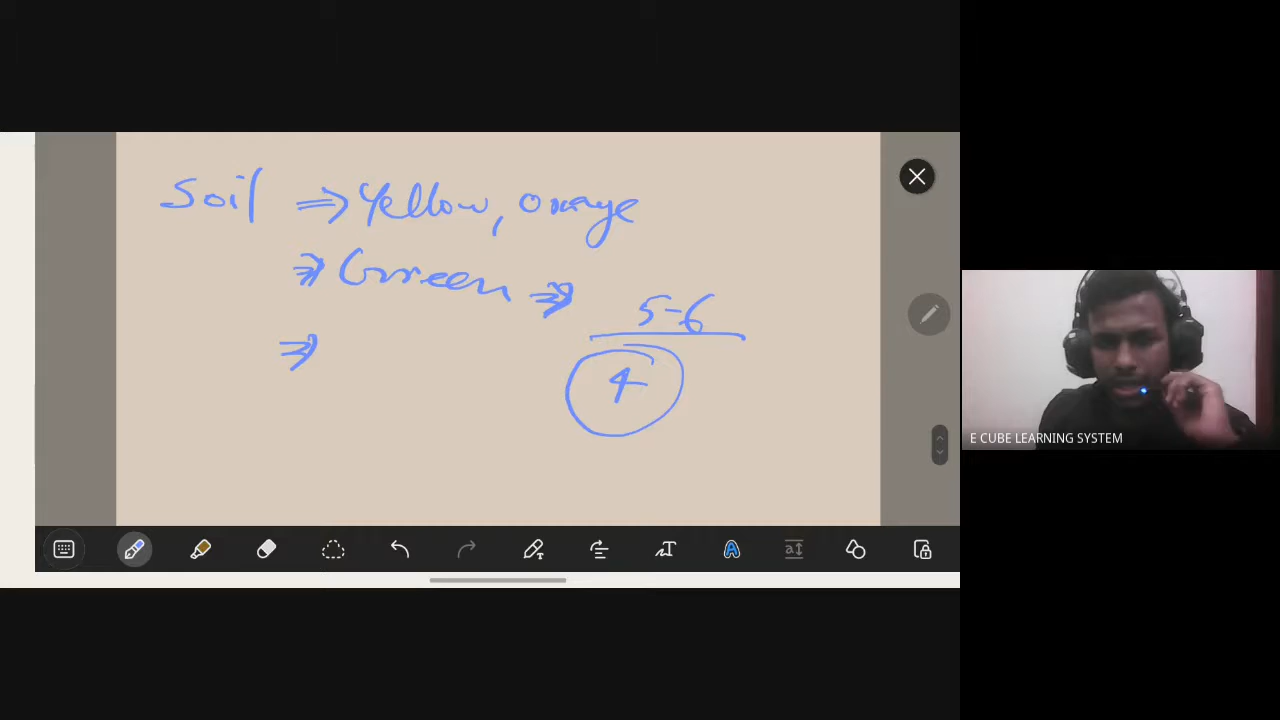 Soil ⇒ Yellow, Orange
⇒ Green ⇒
5-6
⇒
4
E CUBE LEARNING SYSTEM